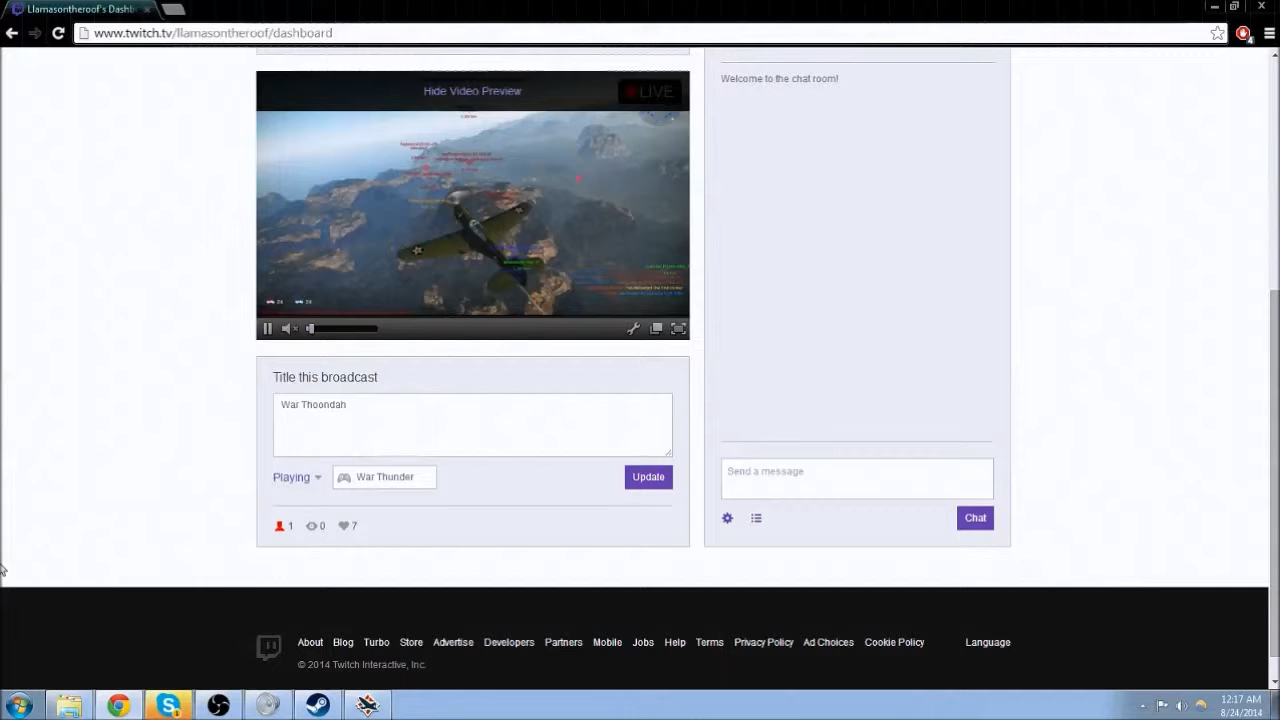 Llamasontheroof's Dashb
www.twitch.tv/llamasontheroof/dashboard
4
Hide Video Preview
LIVE
Welcome to the chat room!
Title this broadcast
War Thoondah
Playing
War Thunder
Update
1
0
7
Send a message
Chat
About Blog Turbo Store Advertise Developers Partners Mobile Jobs Help Terms Privacy Policy Ad Choices Cookie Policy Language
© 2014 Twitch Interactive, Inc.
12:17 AM
8/24/2014